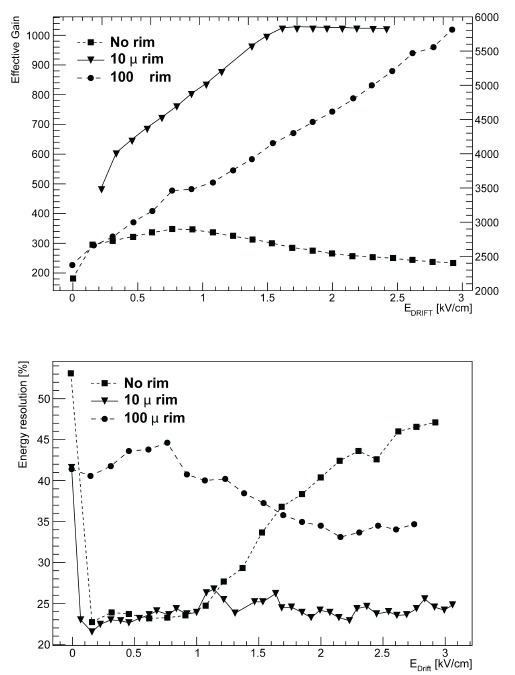 Effective Gain
1000
900
800
700
600
500
400
300
200
6000
5500
5000
4500
4000
3500
3000
2500
2000
No rim
10 μ rim
100 rim
0 0.5 1 1.5 2 2.5 3
E_DRIFT [kV/cm]
Energy resolution [%]
50
45
40
35
30
25
20
No rim
10 μ rim
100 μ rim
0 0.5 1 1.5 2 2.5 3
E_Drift [kV/cm]